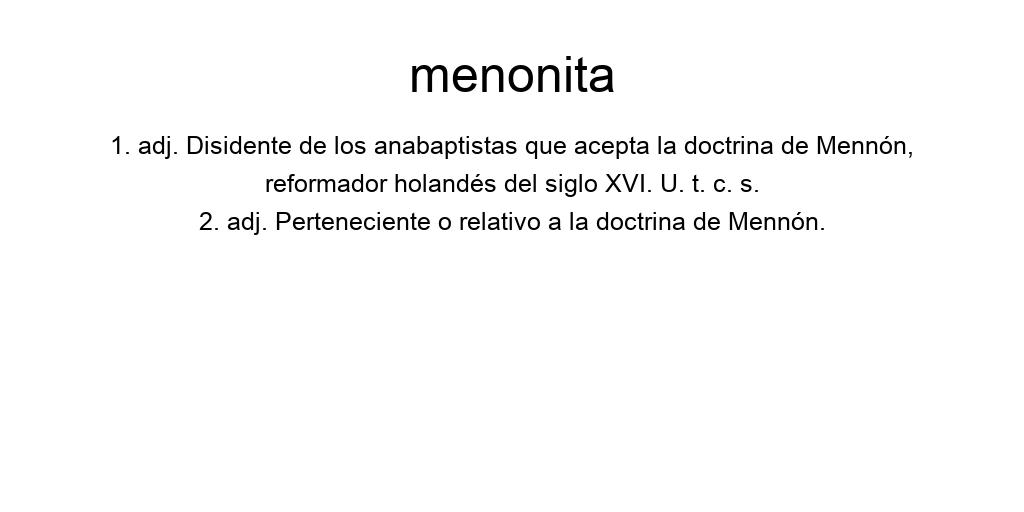 menonita
1. adj. Disidente de los anabaptistas que acepta la doctrina de Mennón,
reformador holandés del siglo XVI. U. t. c. s.
2. adj. Perteneciente o relativo a la doctrina de Mennón.